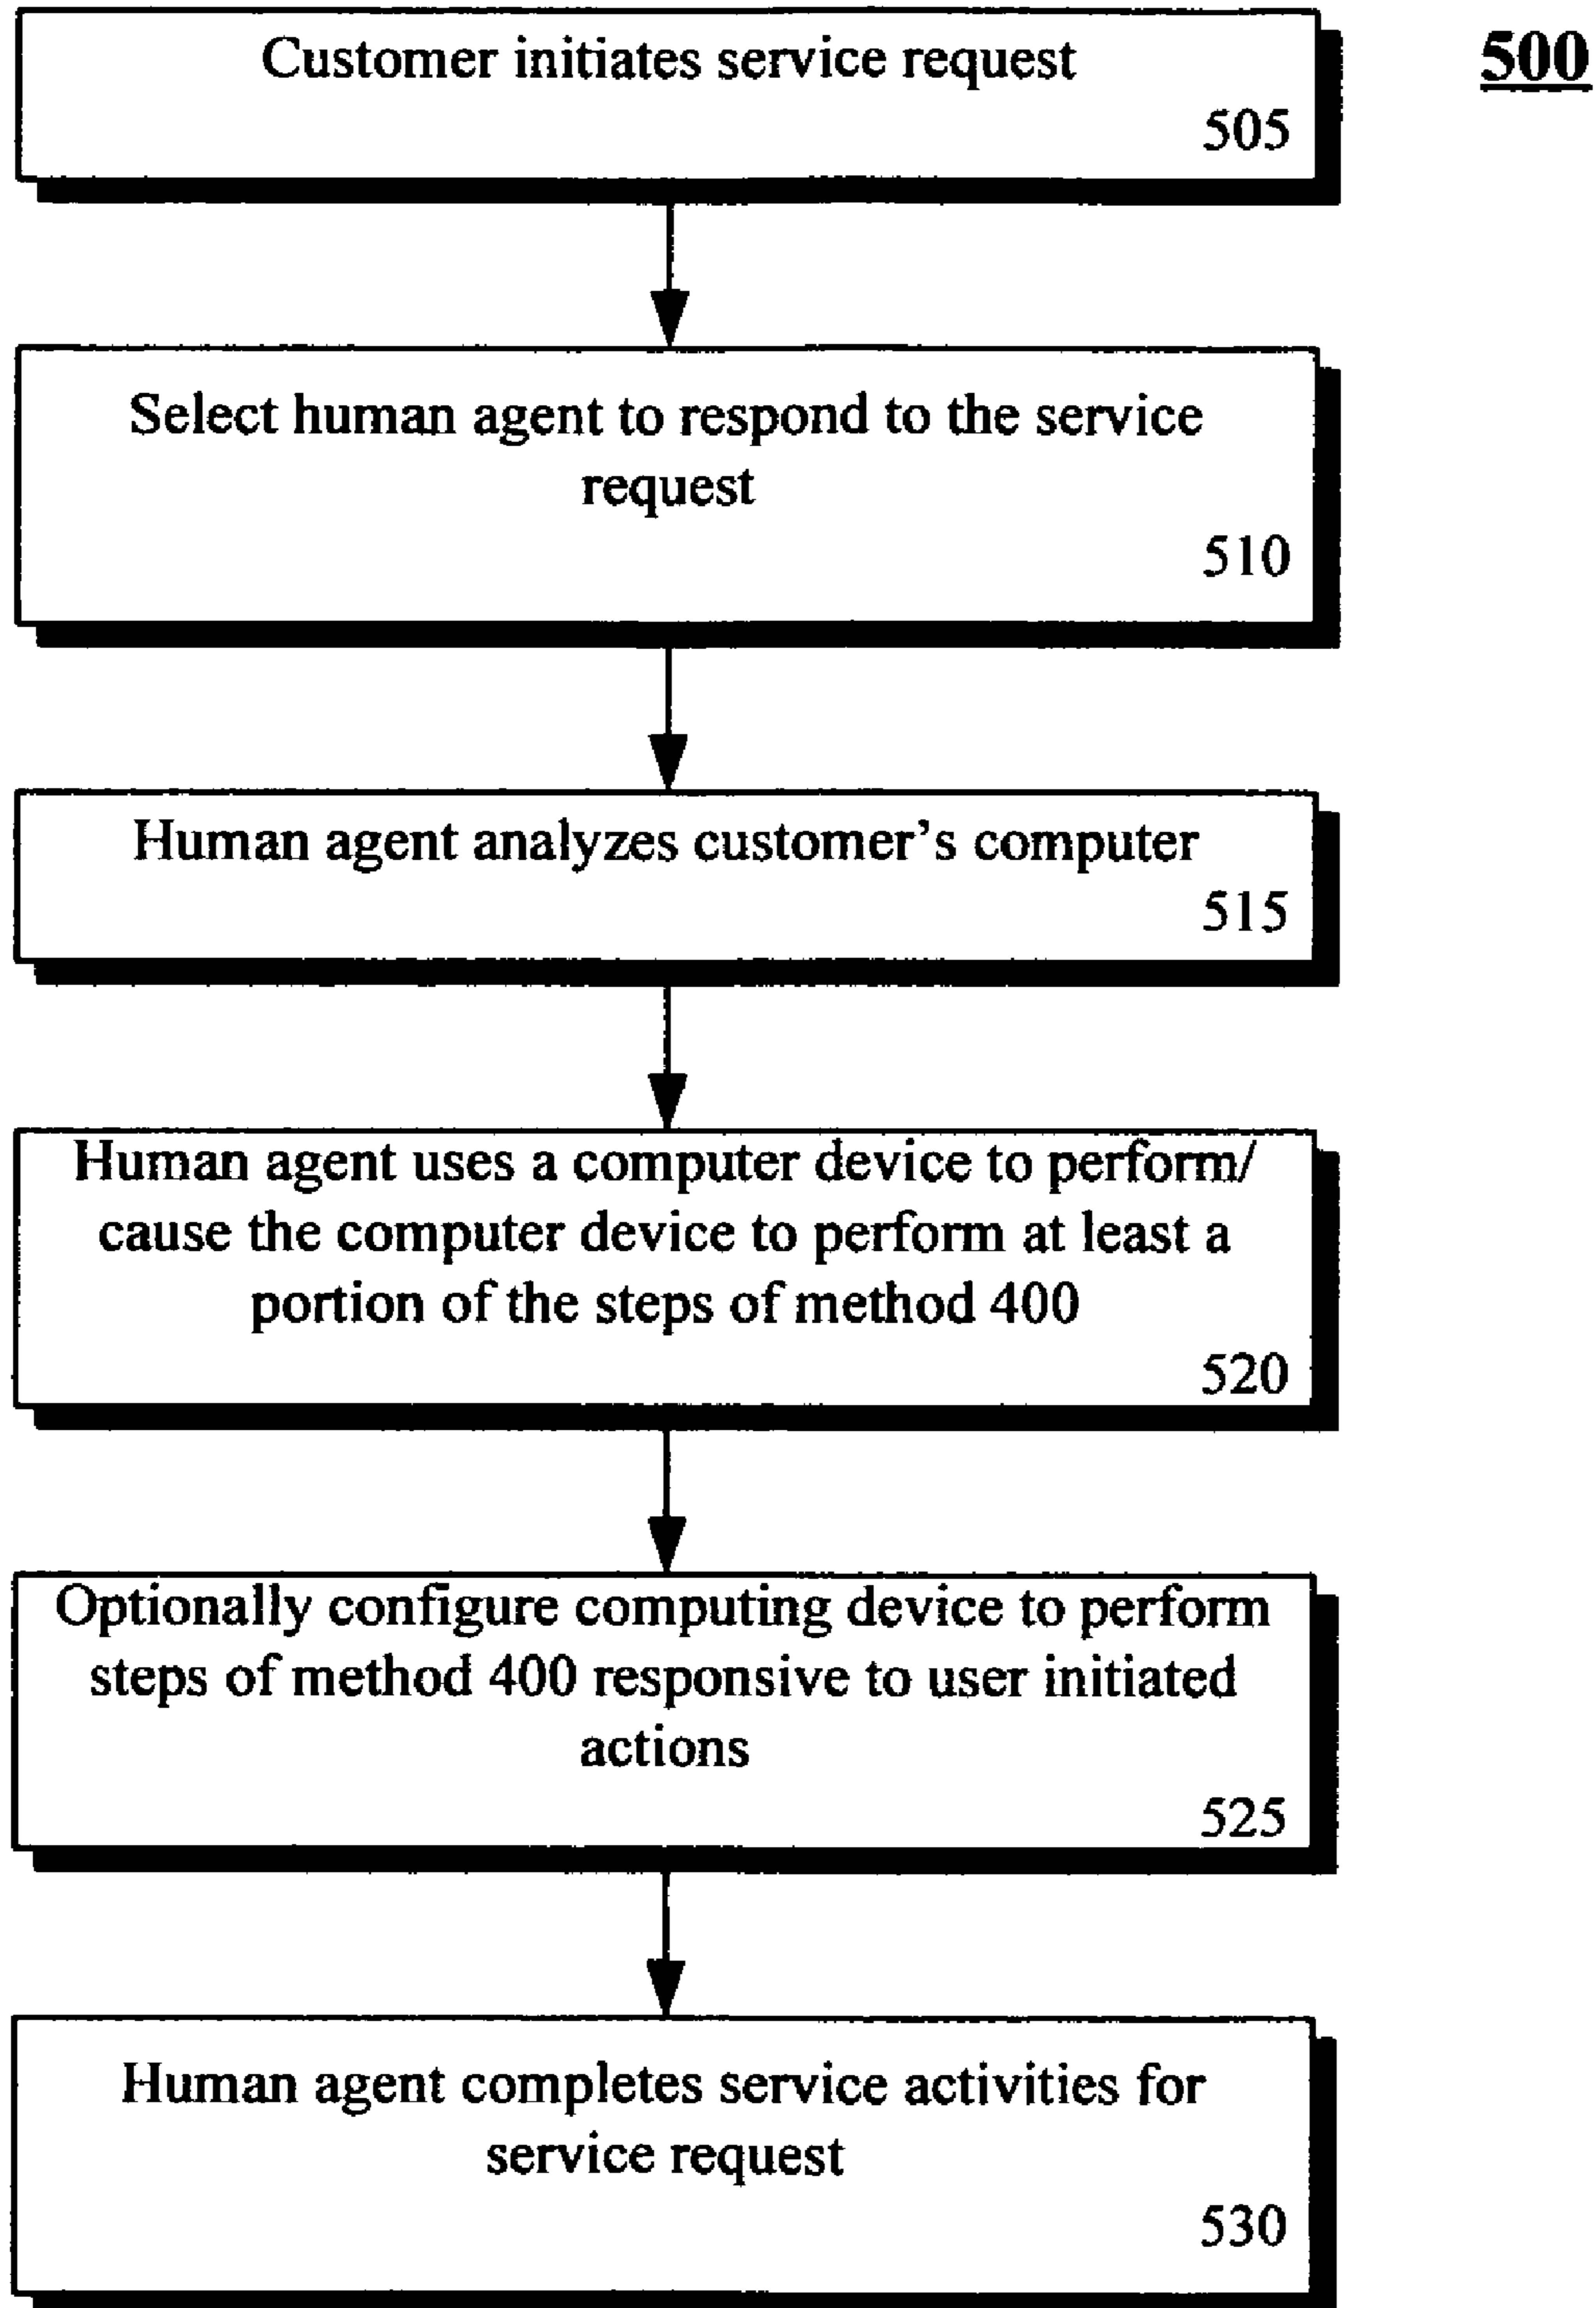 500
Customer initiates service request
505
Select human agent to respond to the service
request
510
Human agent analyzes customer's computer
515
Human agent uses a computer device to perform/
cause the computer device to perform at least a
portion of the steps of method 400
520
Optionally configure computing device to perform
steps of method 400 responsive to user initiated
actions
525
Human agent completes service activities for
service request
530